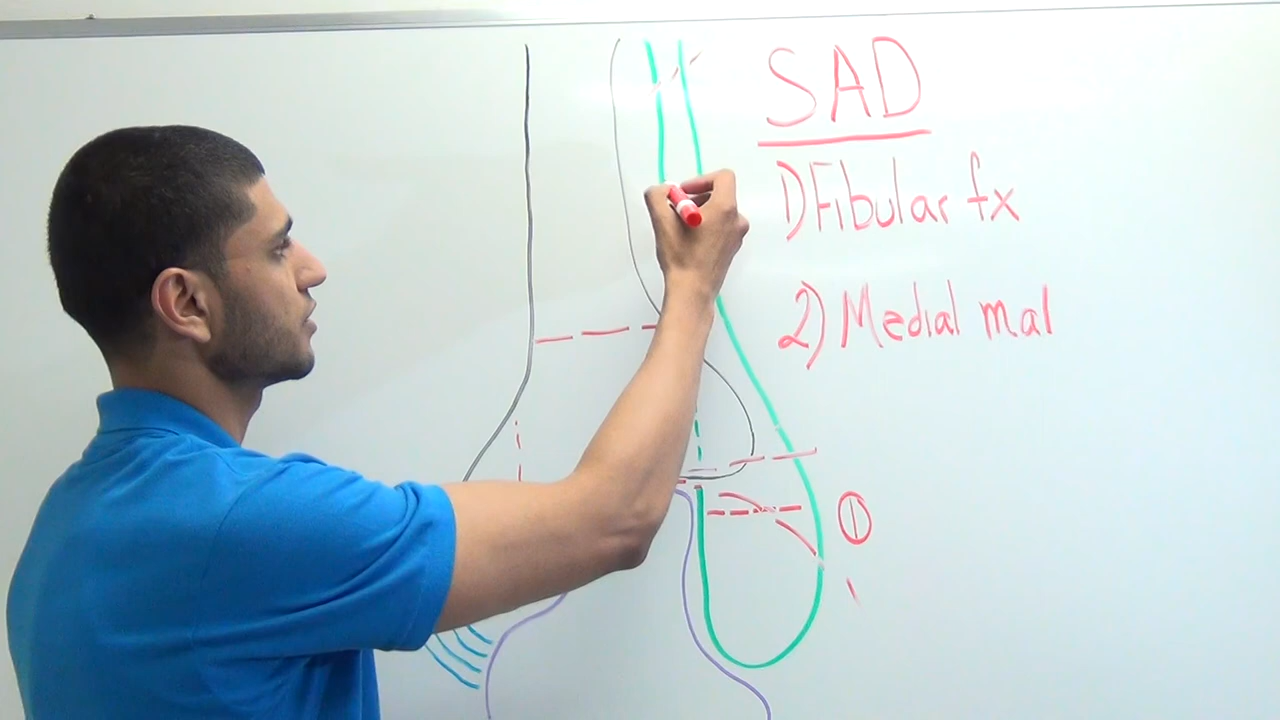 SAD
1) Fibular fx
2) Medial mal
①